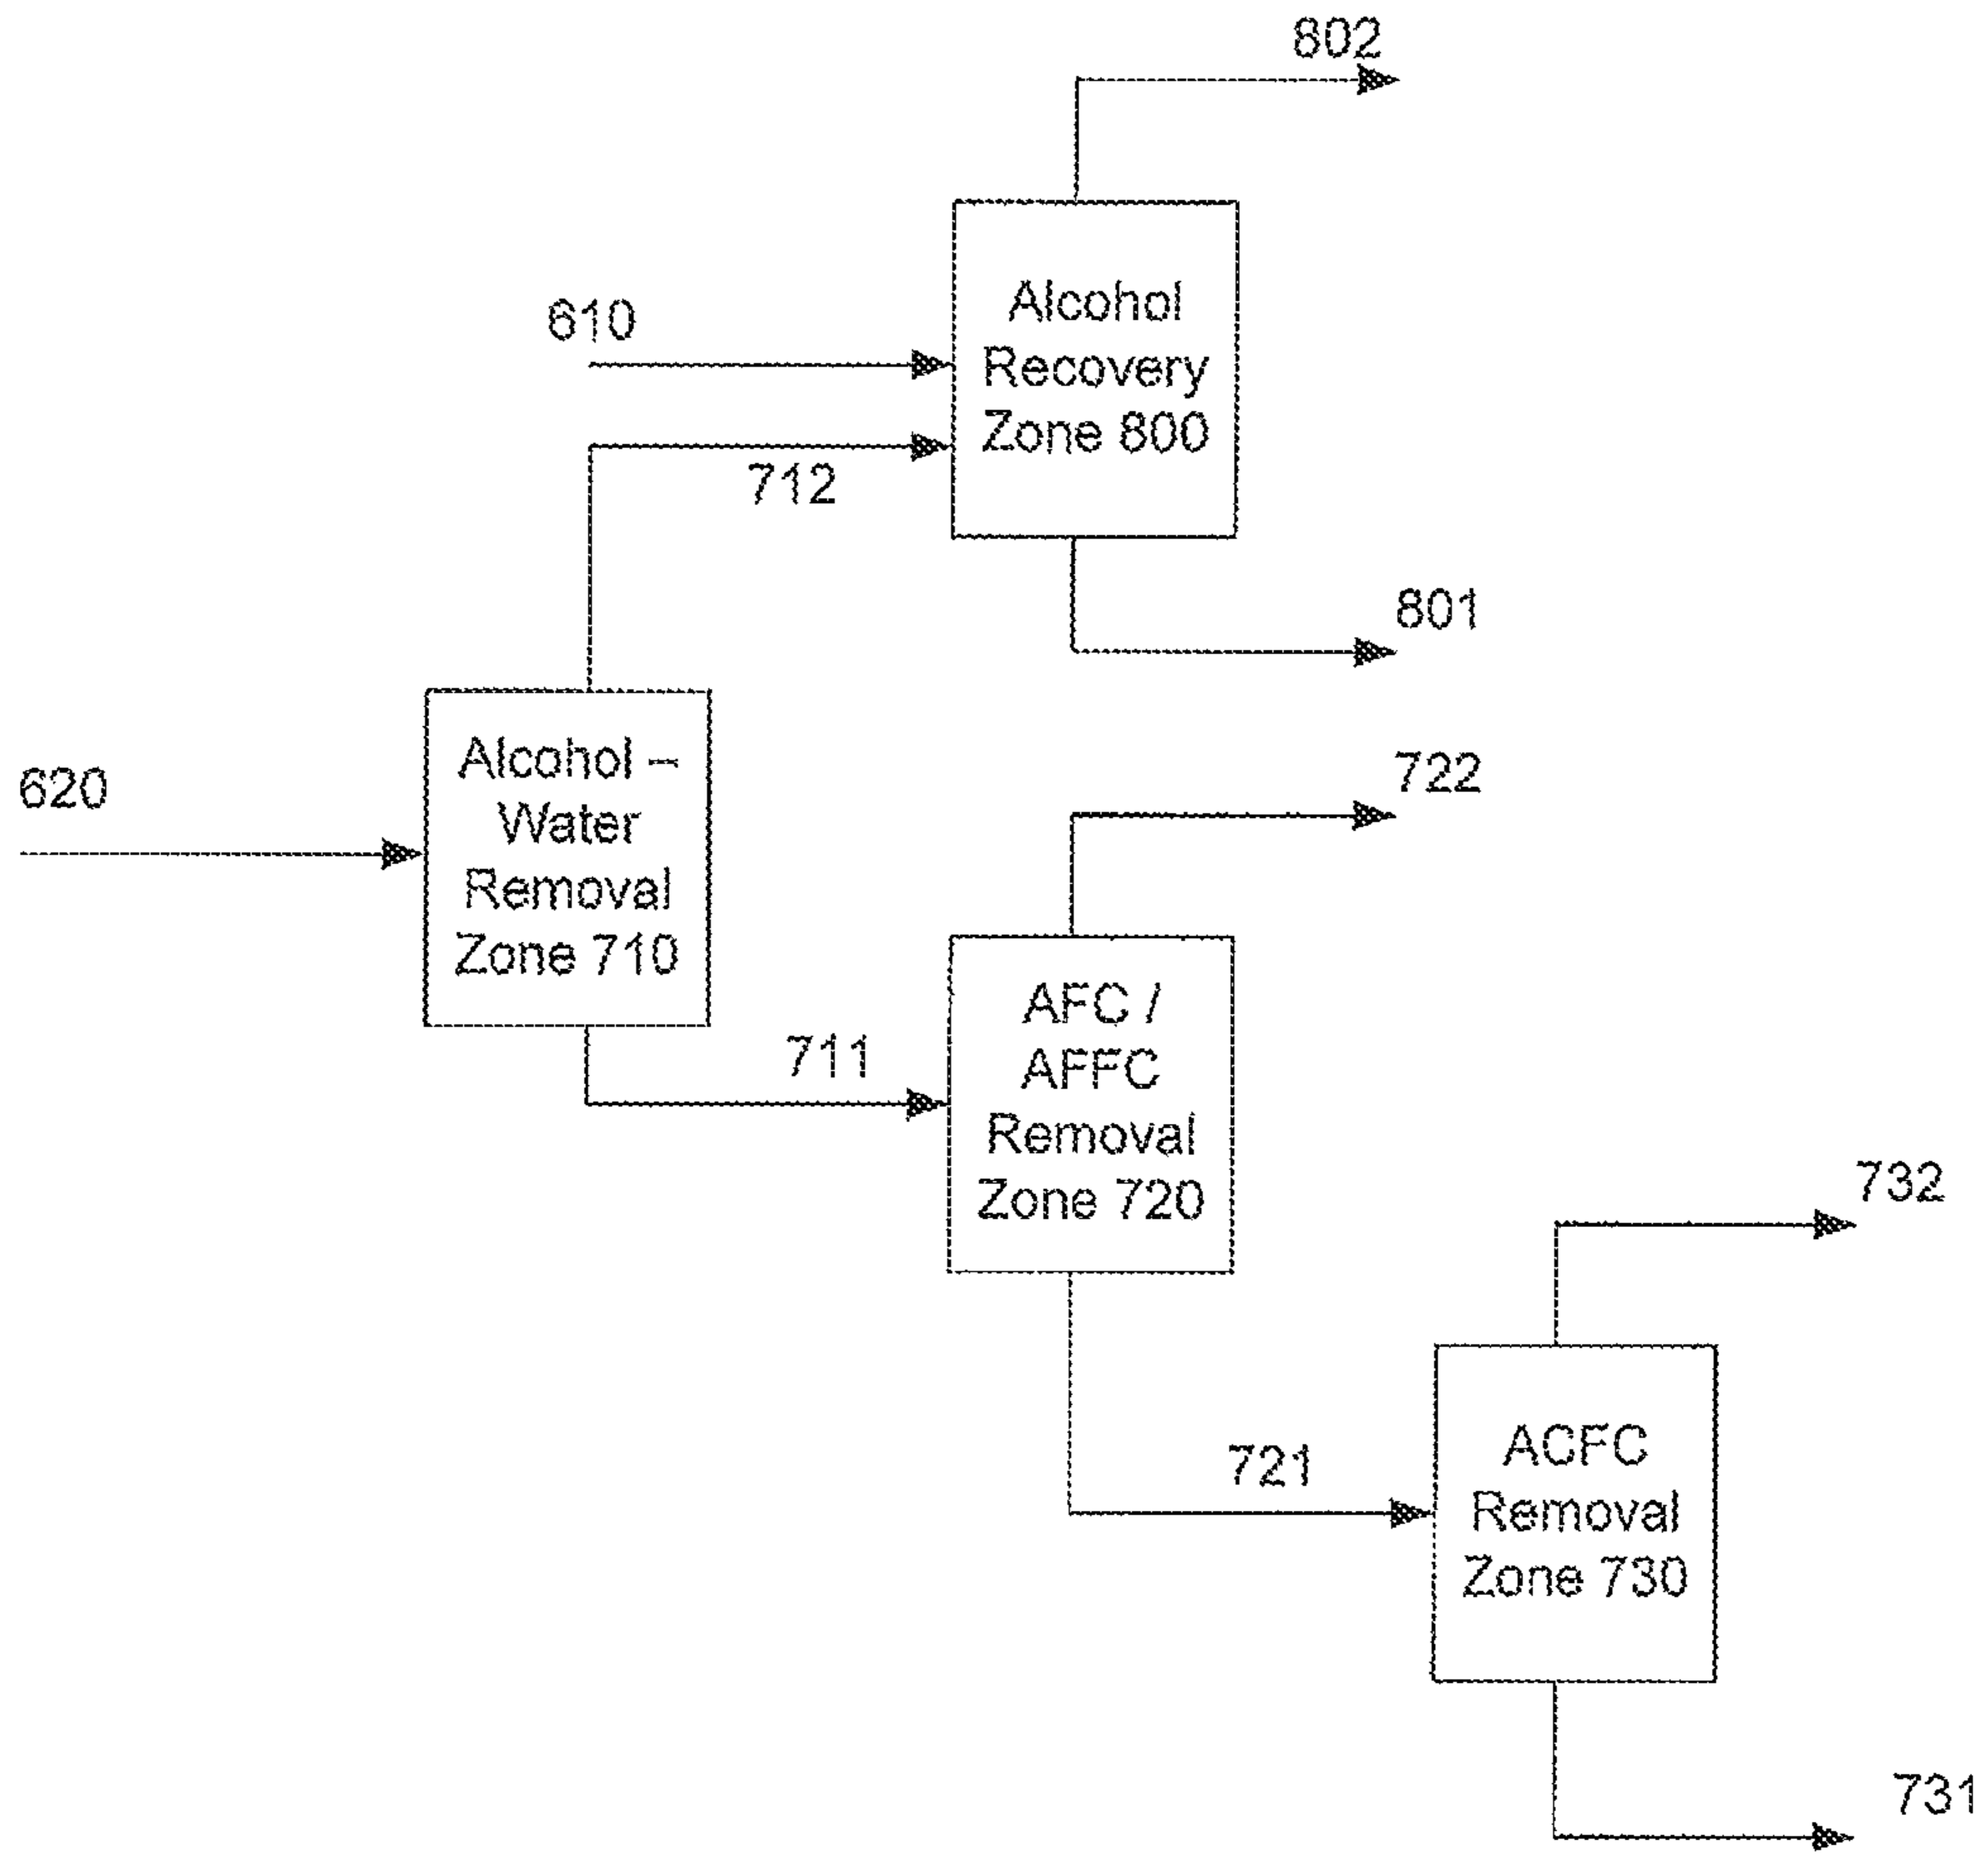 802
610
Alcohol
Recovery
Zone 800
712
801
620
Alcohol –
Water
Removal
Zone 710
722
711
AFC /
AFFC
Removal
Zone 720
732
721
ACFC
Removal
Zone 730
731